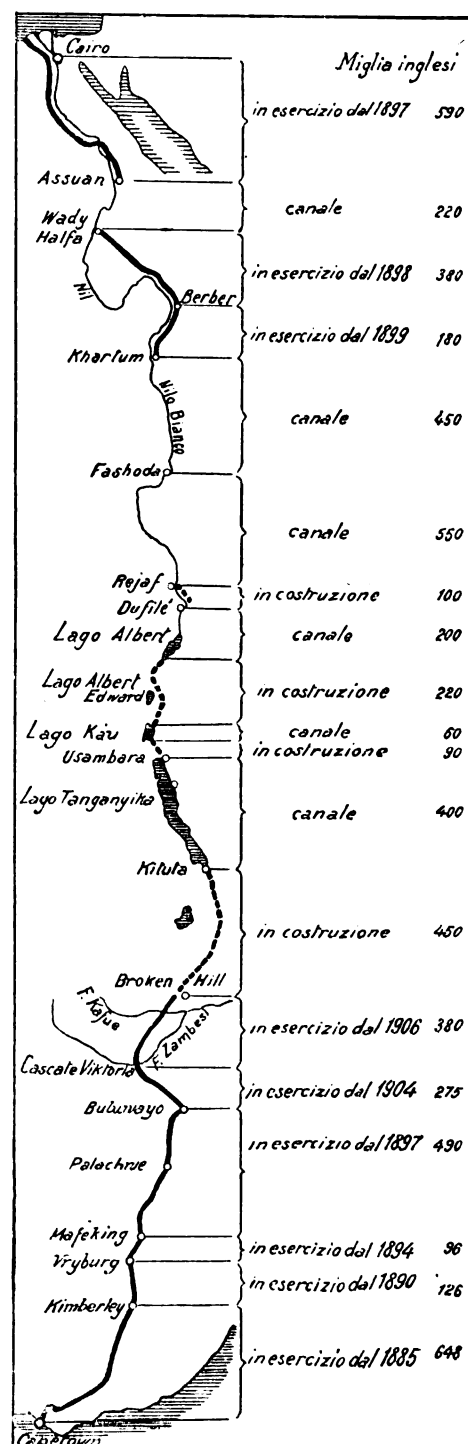 Cairo
Miglia inglesi
in esercizio dal 1897 590
Assuan
canale 220
Wady
Halfa
in esercizio dal 1898 380
Nil
Berber
in esercizio dal 1899 180
Khartum
Nilo Bianco
canale 450
Fashoda
canale 550
Rejaf
in costruzione 100
Dufilé
Lago Albert
canale 200
Lago Albert
Edward
in costruzione 220
Lago Kau
canale 60
Usambara
in costruzione 90
Lago Tanganyika
canale 400
Kituta
in costruzione 450
Broken Hill
F. Kafue
F. Zambesi
in esercizio dal 1906 380
Cascate Viktoria
in esercizio dal 1904 275
Buluwayo
in esercizio dal 1897 490
Palachwe
Mafeking
in esercizio dal 1894 96
Vryburg
in esercizio dal 1890 126
Kimberley
in esercizio dal 1885 648
Capetown